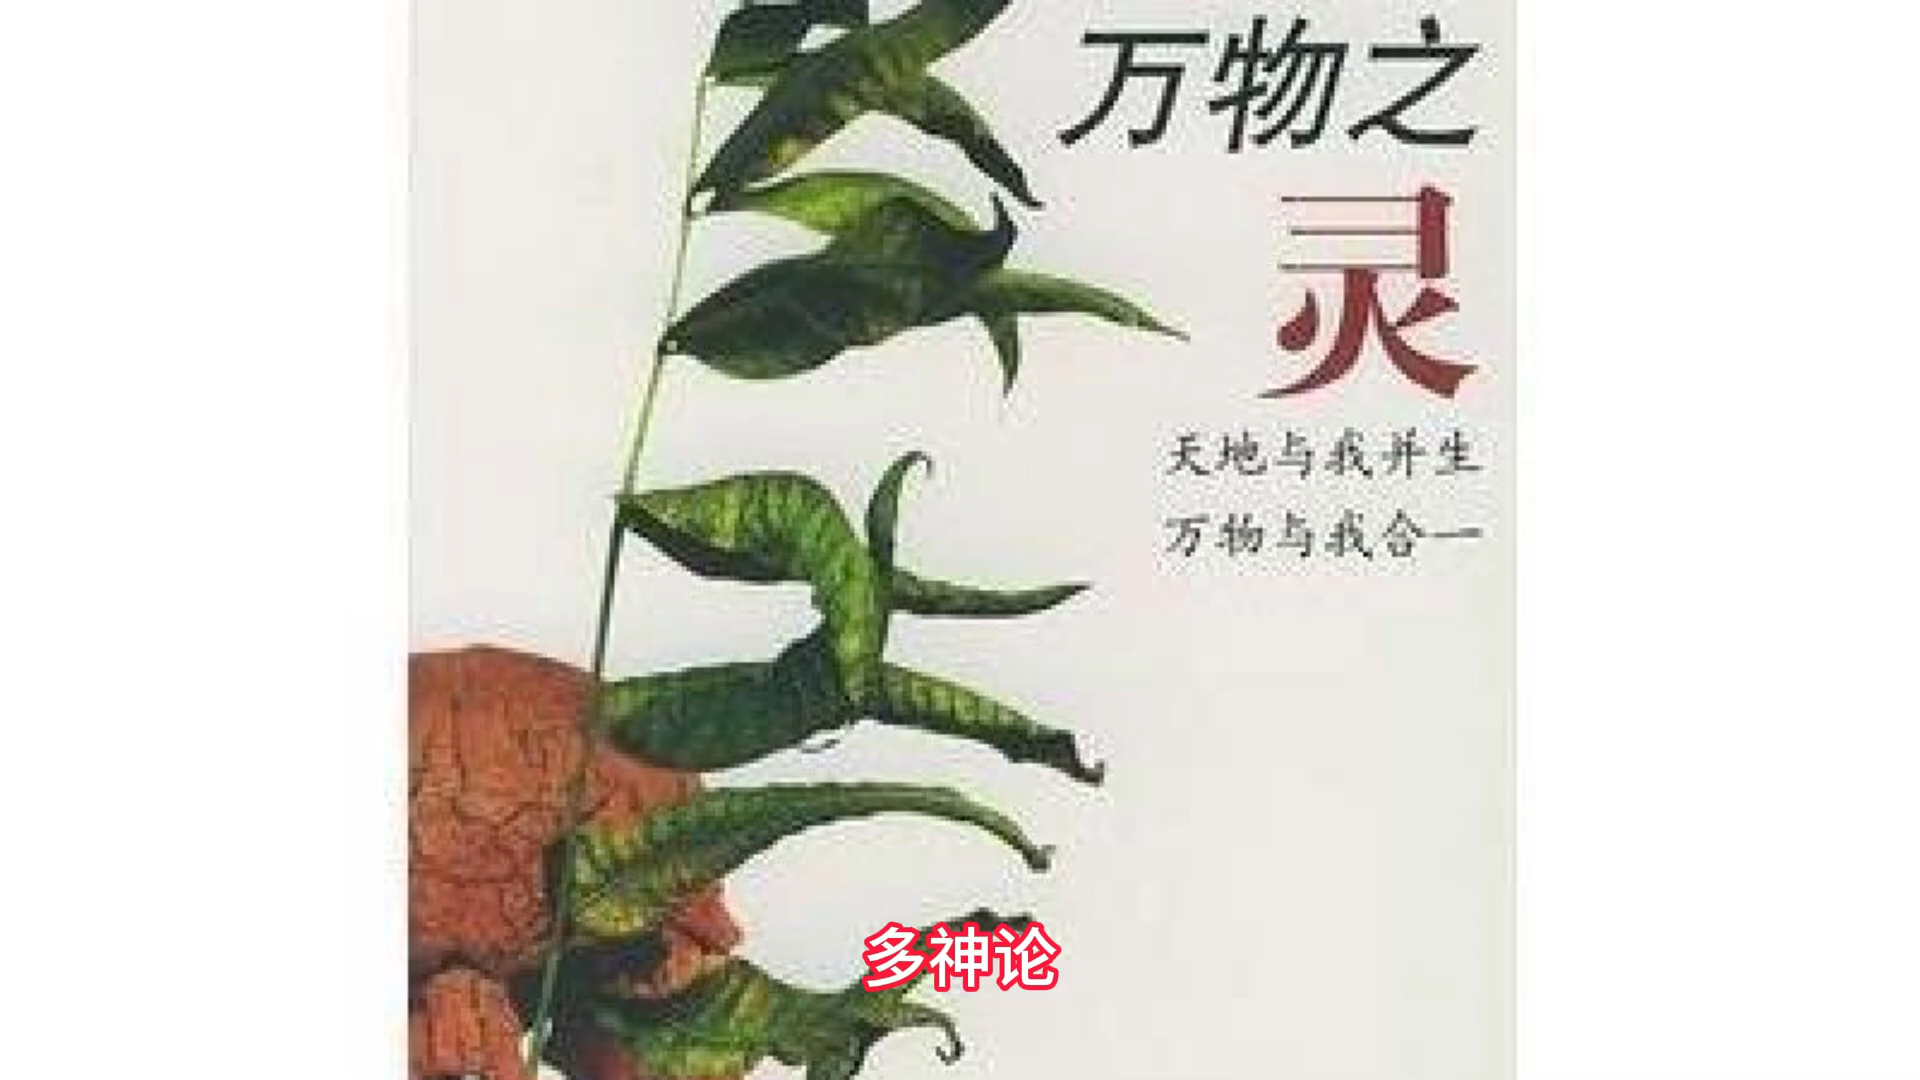 万物之
灵
天地与我并生
万物与我合一
多神论